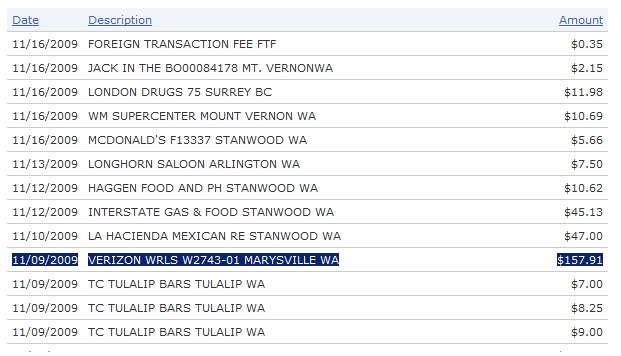 Date Description Amount
11/16/2009 FOREIGN TRANSACTION FEE FTF $0.35
11/16/2009 JACK IN THE BO00084178 MT. VERNONWA $2.15
11/16/2009 LONDON DRUGS 75 SURREY BC $11.98
11/16/2009 WM SUPERCENTER MOUNT VERNON WA $10.69
11/16/2009 MCDONALD'S F13337 STANWOOD WA $5.66
11/13/2009 LONGHORN SALOON ARLINGTON WA $7.50
11/12/2009 HAGGEN FOOD AND PH STANWOOD WA $10.62
11/12/2009 INTERSTATE GAS & FOOD STANWOOD WA $45.13
11/10/2009 LA HACIENDA MEXICAN RE STANWOOD WA $47.00
11/09/2009 VERIZON WRLS W2743-01 MARYSVILLE WA $157.91
11/09/2009 TC TULALIP BARS TULALIP WA $7.00
11/09/2009 TC TULALIP BARS TULALIP WA $8.25
11/09/2009 TC TULALIP BARS TULALIP WA $9.00